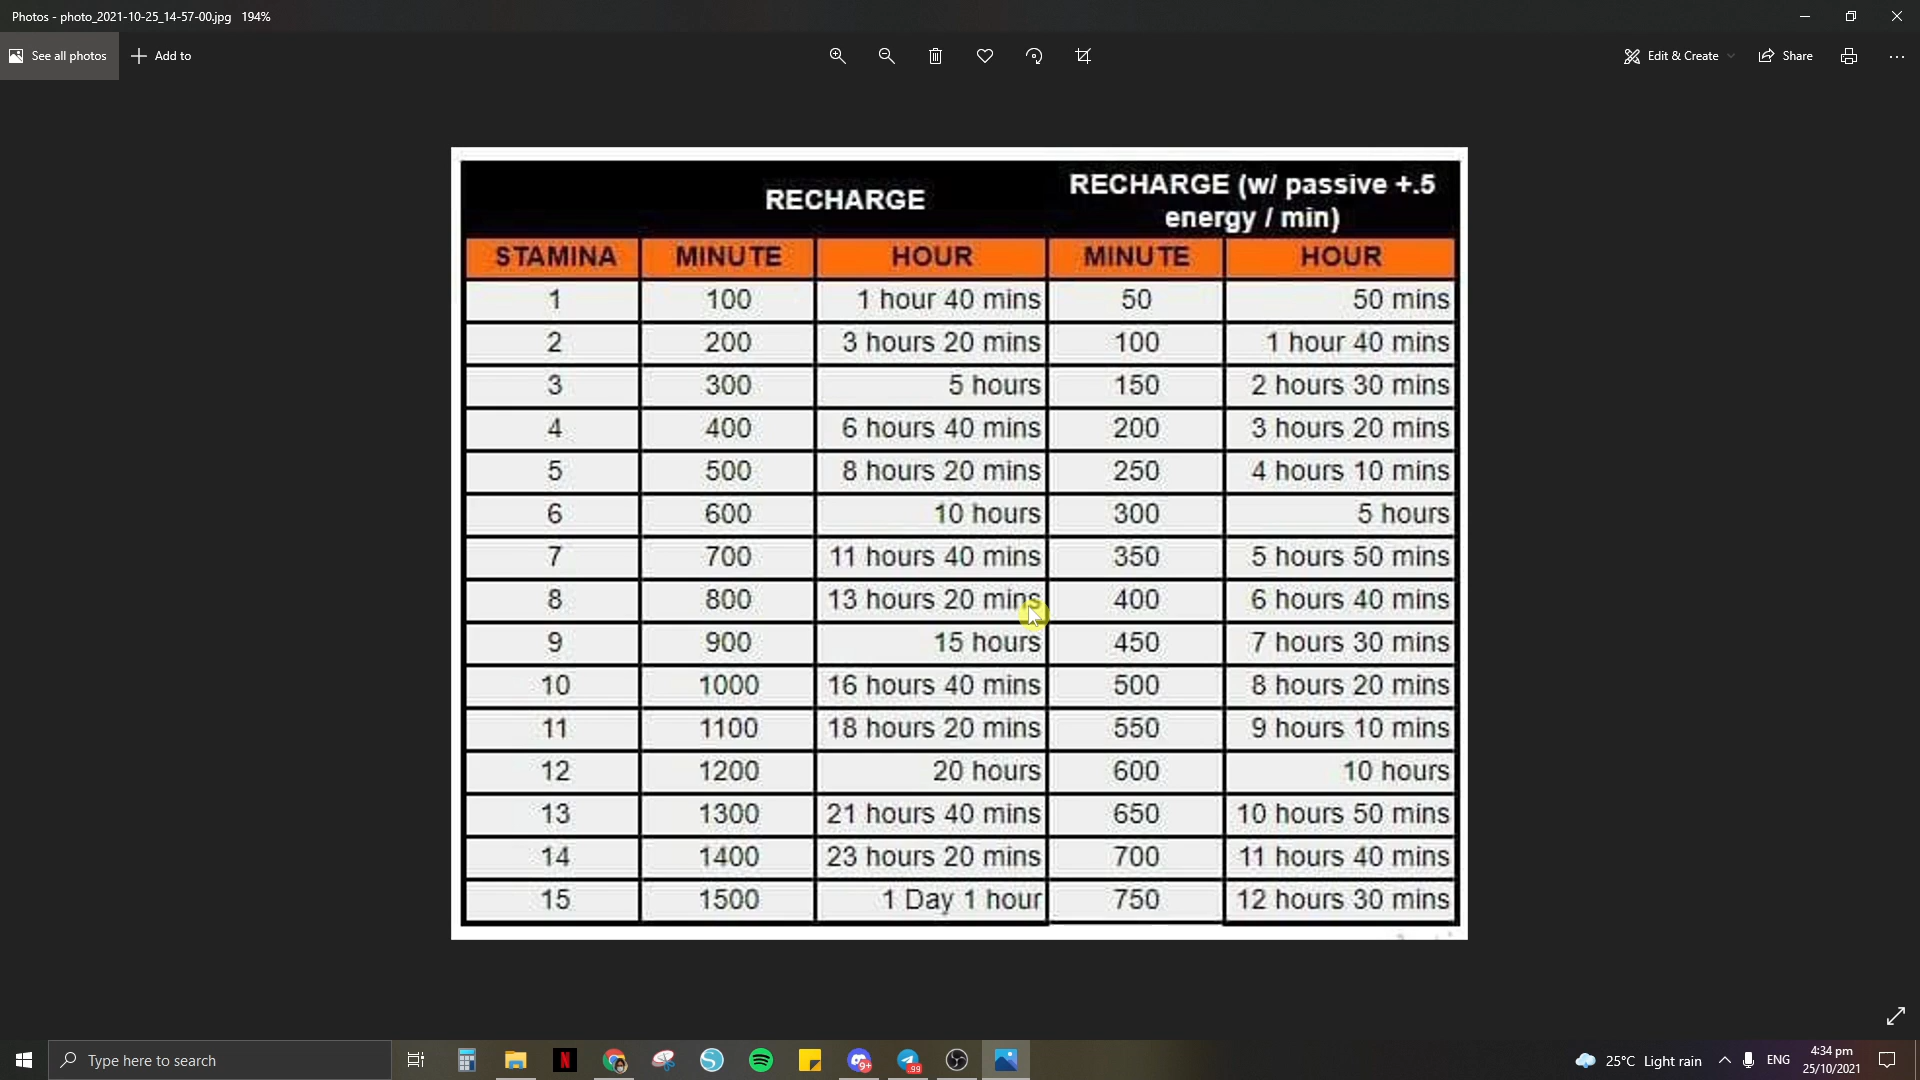 Photos - photo_2021-10-25_14-57-00.jpg 194%
See all photos
Add to
Edit & Create
Share
RECHARGE
RECHARGE (w/ passive +.5
energy / min)
STAMINA MINUTE HOUR MINUTE HOUR
1 100 1 hour 40 mins 50 50 mins
2 200 3 hours 20 mins 100 1 hour 40 mins
3 300 5 hours 150 2 hours 30 mins
4 400 6 hours 40 mins 200 3 hours 20 mins
5 500 8 hours 20 mins 250 4 hours 10 mins
6 600 10 hours 300 5 hours
7 700 11 hours 40 mins 350 5 hours 50 mins
8 800 13 hours 20 mins 400 6 hours 40 mins
9 900 15 hours 450 7 hours 30 mins
10 1000 16 hours 40 mins 500 8 hours 20 mins
11 1100 18 hours 20 mins 550 9 hours 10 mins
12 1200 20 hours 600 10 hours
13 1300 21 hours 40 mins 650 10 hours 50 mins
14 1400 23 hours 20 mins 700 11 hours 40 mins
15 1500 1 Day 1 hour 750 12 hours 30 mins
Type here to search
N
S
9+
99
25°C Light rain
ENG
4:34 pm
25/10/2021